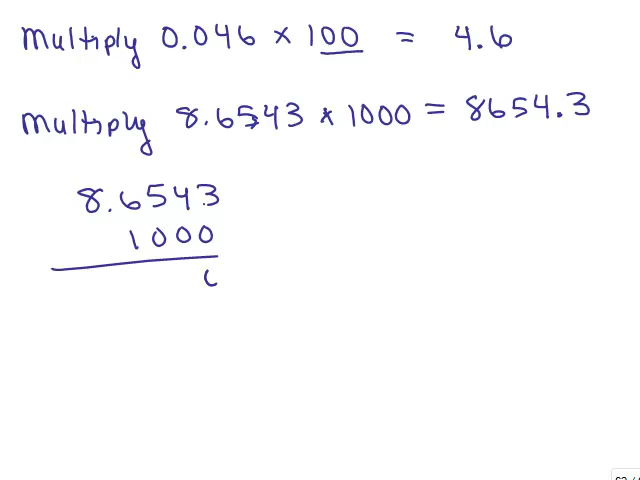 Multiply 0.046 × 100 = 4.6
Multiply 8.6543 × 1000 = 8654.3
8.6543
1000